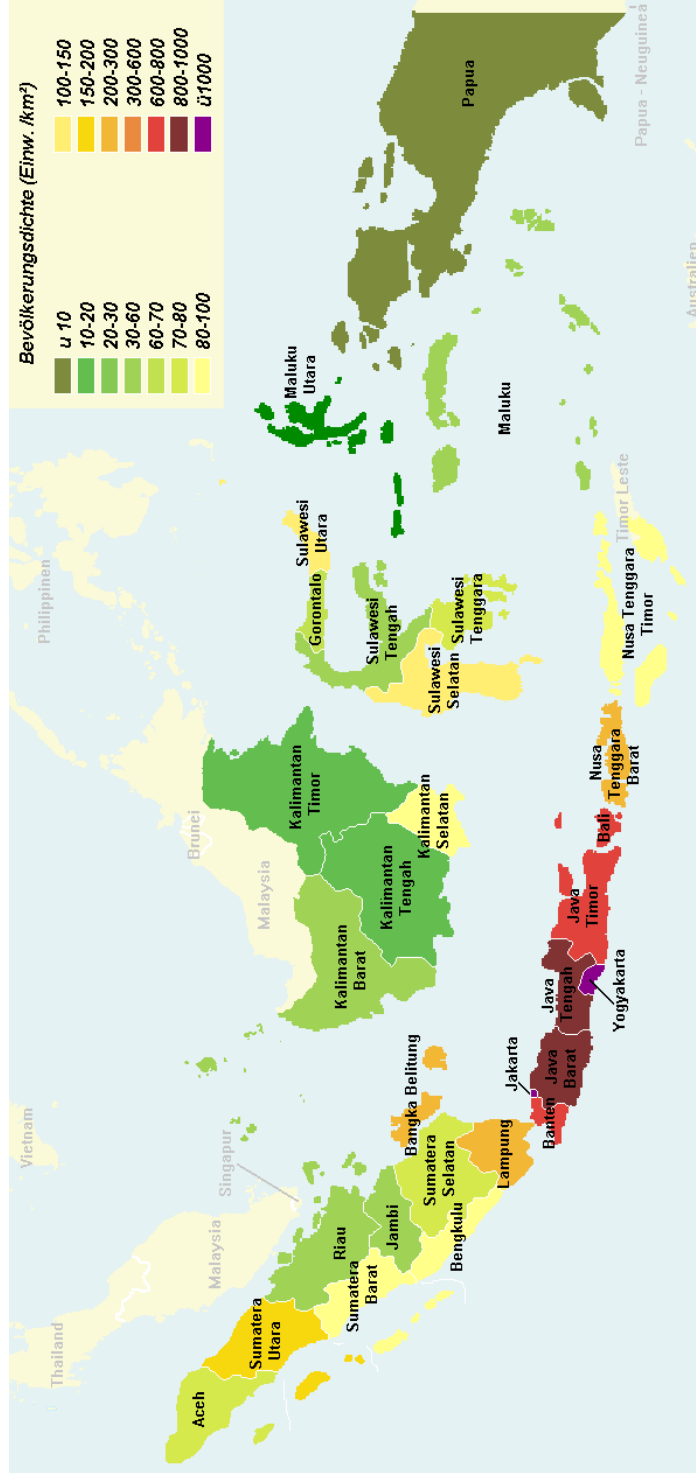 Bevölkerungsdichte (Einw. /km²)
u 10
10-20
20-30
30-60
60-70
70-80
80-100
100-150
150-200
200-300
300-600
600-800
800-1000
ü1000
Thailand
Vietnam
Philippinen
Malaysia
Singapur
Malaysia
Brunei
Aceh
Sumatera
Utara
Riau
Sumatera
Barat
Jambi
Bengkulu
Sumatera
Selatan
Bangka Belitung
Lampung
Kalimantan
Barat
Kalimantan
Tengah
Kalimantan
Timor
Kalimantan
Selatan
Sulawesi
Utara
Gorontalo
Sulawesi
Tengah
Sulawesi
Selatan
Sulawesi
Tenggara
Maluku
Utara
Maluku
Papua
Papua - Neuguinea
Jakarta
Banten
Java
Barat
Java
Tengah
Yogyakarta
Java
Timor
Bali
Nusa
Tenggara
Barat
Nusa Tenggara
Timor
Timor Leste
Australien